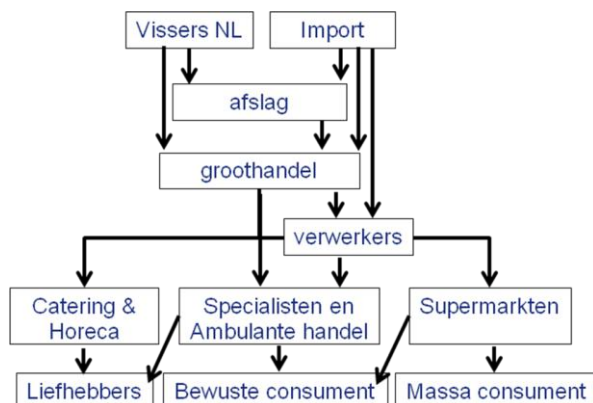 Vissers NL
Import
afslag
groothandel
verwerkers
Catering &
Horeca
Specialisten en
Ambulante handel
Supermarkten
Liefhebbers
Bewuste consument
Massa consument